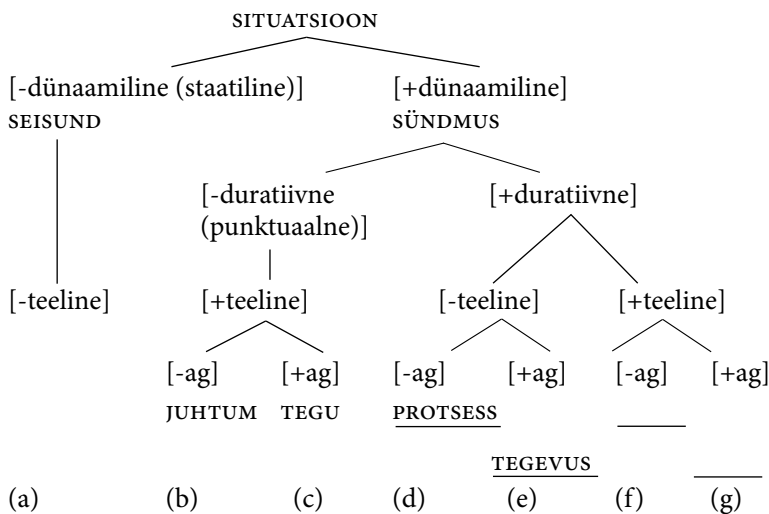 SITUATSIOON
[-dünaamiline (staatiline)] [+dünaamiline]
SEISUND SÜNDMUS
[-duratiivne [+duratiivne]
(punktuaalne)]
[-teeline] [+teeline] [-teeline] [+teeline]
[-ag] [+ag] [-ag] [+ag] [-ag] [+ag]
JUHTUM TEGU PROTSESS
TEGEVUS
(a) (b) (c) (d) (e) (f) (g)